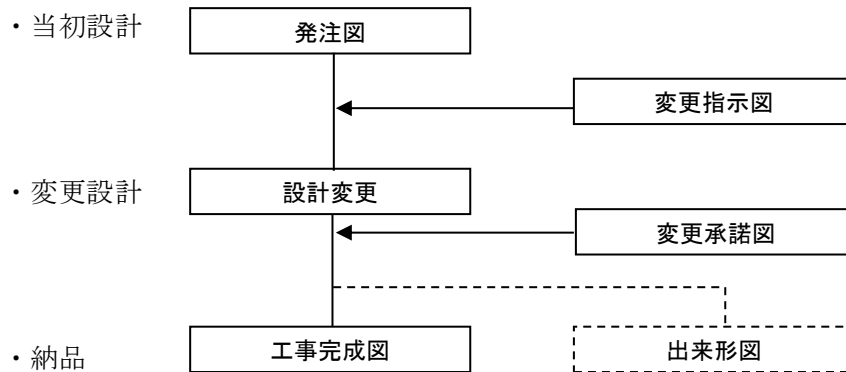 ・当初設計
発注図
変更指示図
・変更設計
設計変更
変更承諾図
・納品
工事完成図
出来形図